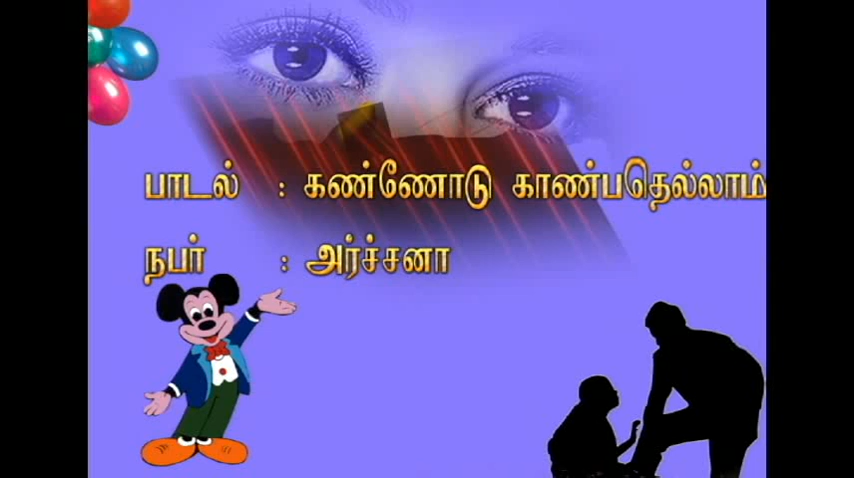 பாடல் : கண்ணோடு காண்பதெல்லாம்
நபர் : அர்ச்சனா